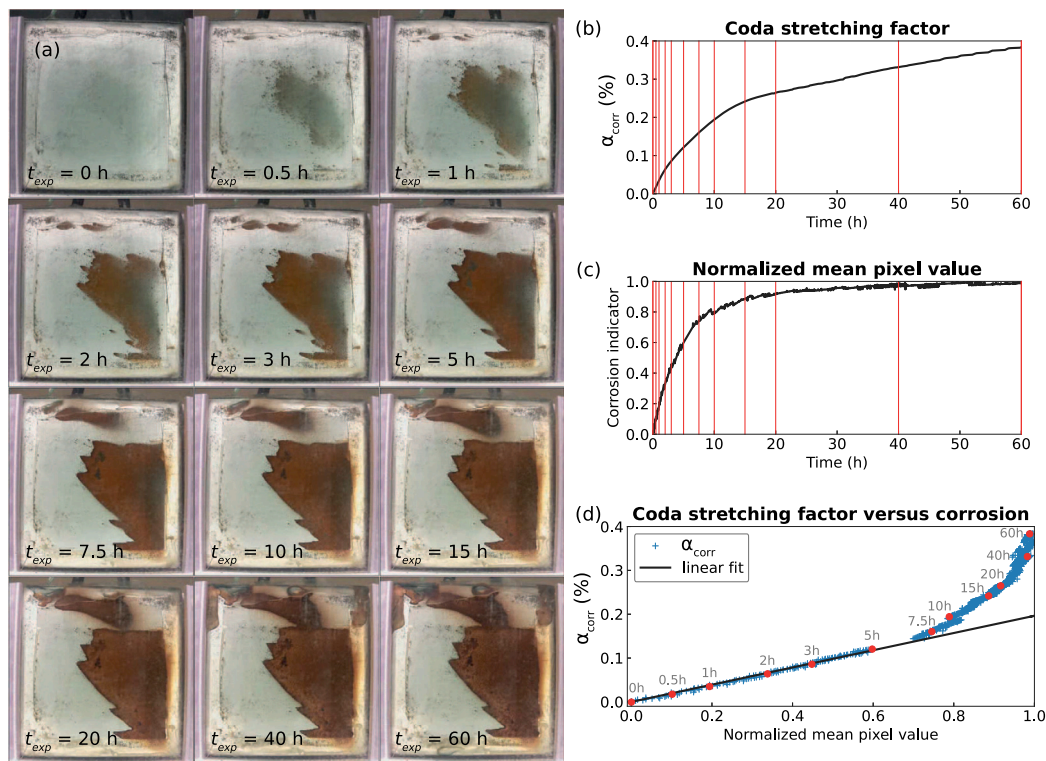 (a)
t_exp = 0 h
t_exp = 0.5 h
t_exp = 1 h
t_exp = 2 h
t_exp = 3 h
t_exp = 5 h
t_exp = 7.5 h
t_exp = 10 h
t_exp = 15 h
t_exp = 20 h
t_exp = 40 h
t_exp = 60 h
(b)
Coda stretching factor
0.4
0.3
0.2
0.1
0.0
α_corr (%)
0 10 20 30 40 50 60
Time (h)
(c)
Normalized mean pixel value
1.0
0.8
0.6
0.4
0.2
0.0
Corrosion indicator
0 10 20 30 40 50 60
Time (h)
(d)
Coda stretching factor versus corrosion
0.4
0.3
0.2
0.1
0.0
α_corr (%)
+ α_corr
linear fit
0h
0.5h
1h
2h
3h
5h
7.5h
10h
15h
20h
40h
60h
0.0 0.2 0.4 0.6 0.8 1.0
Normalized mean pixel value